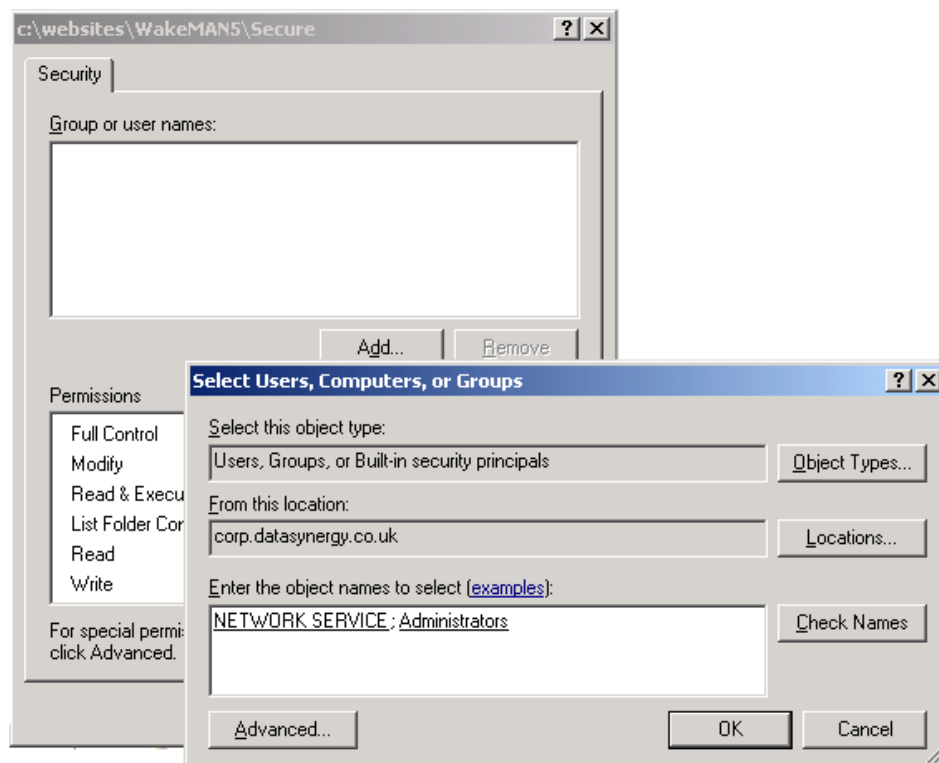 c:\websites\WakeMAN5\Secure
Security
Group or user names:
Add... Remove
Permissions
Full Control
Modify
Read & Execu
List Folder Con
Read
Write
For special permis
click Advanced.
Select Users, Computers, or Groups
Select this object type:
Users, Groups, or Built-in security principals
Object Types...
From this location:
corp.datasynergy.co.uk
Locations...
Enter the object names to select (examples):
NETWORK SERVICE ; Administrators
Check Names
Advanced... OK Cancel